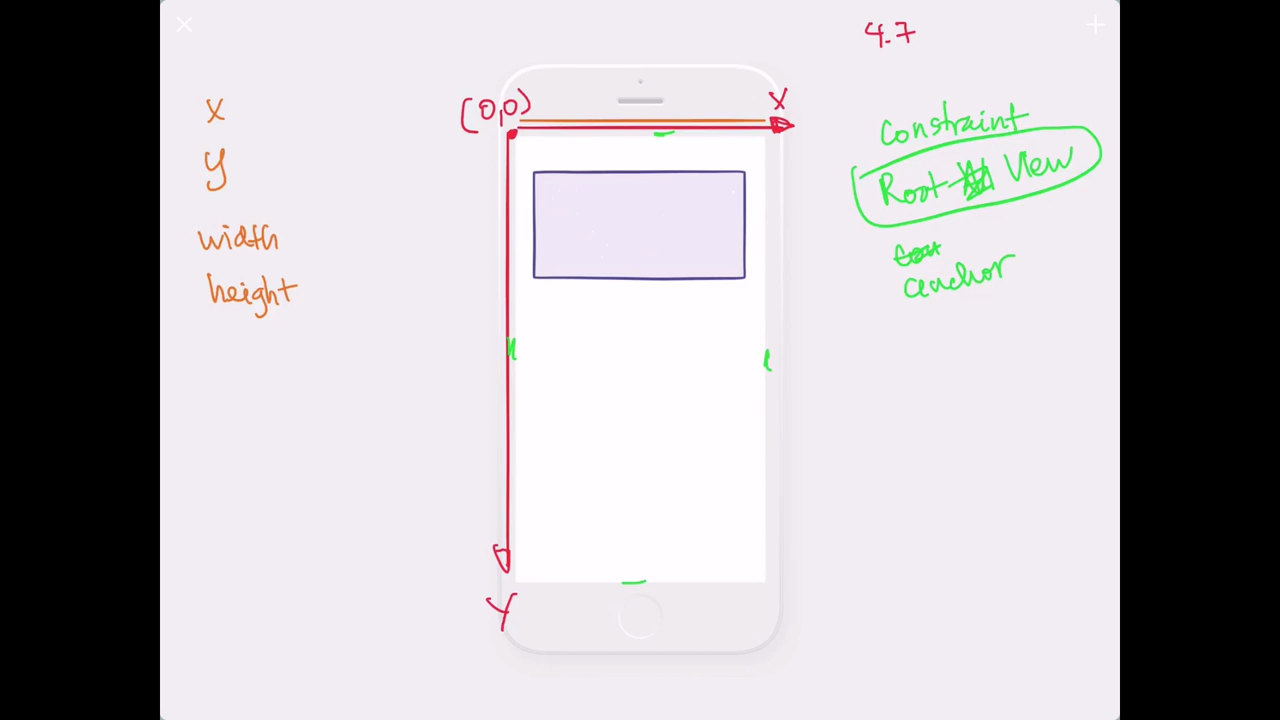 4.7
x
y
width
height
(0,0)
X
Y
Constraint
Root View
anchor